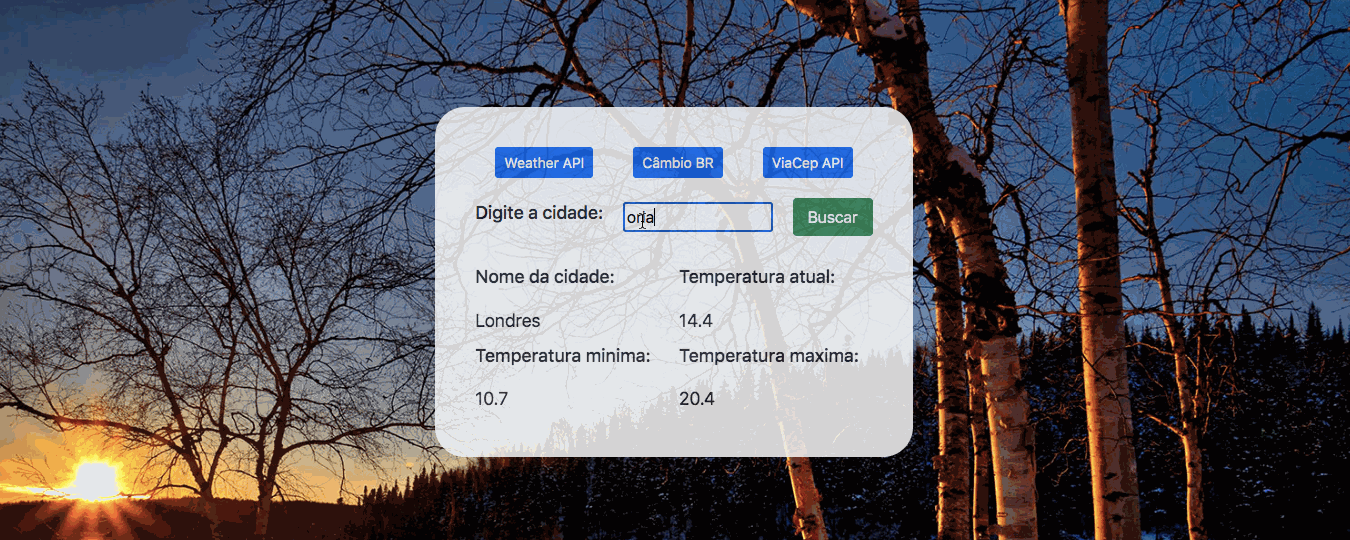 Weather API Câmbio BR ViaCep API
Digite a cidade: Buscar
Nome da cidade: Temperatura atual:
Londres 14.4
Temperatura minima: Temperatura maxima:
10.7 20.4